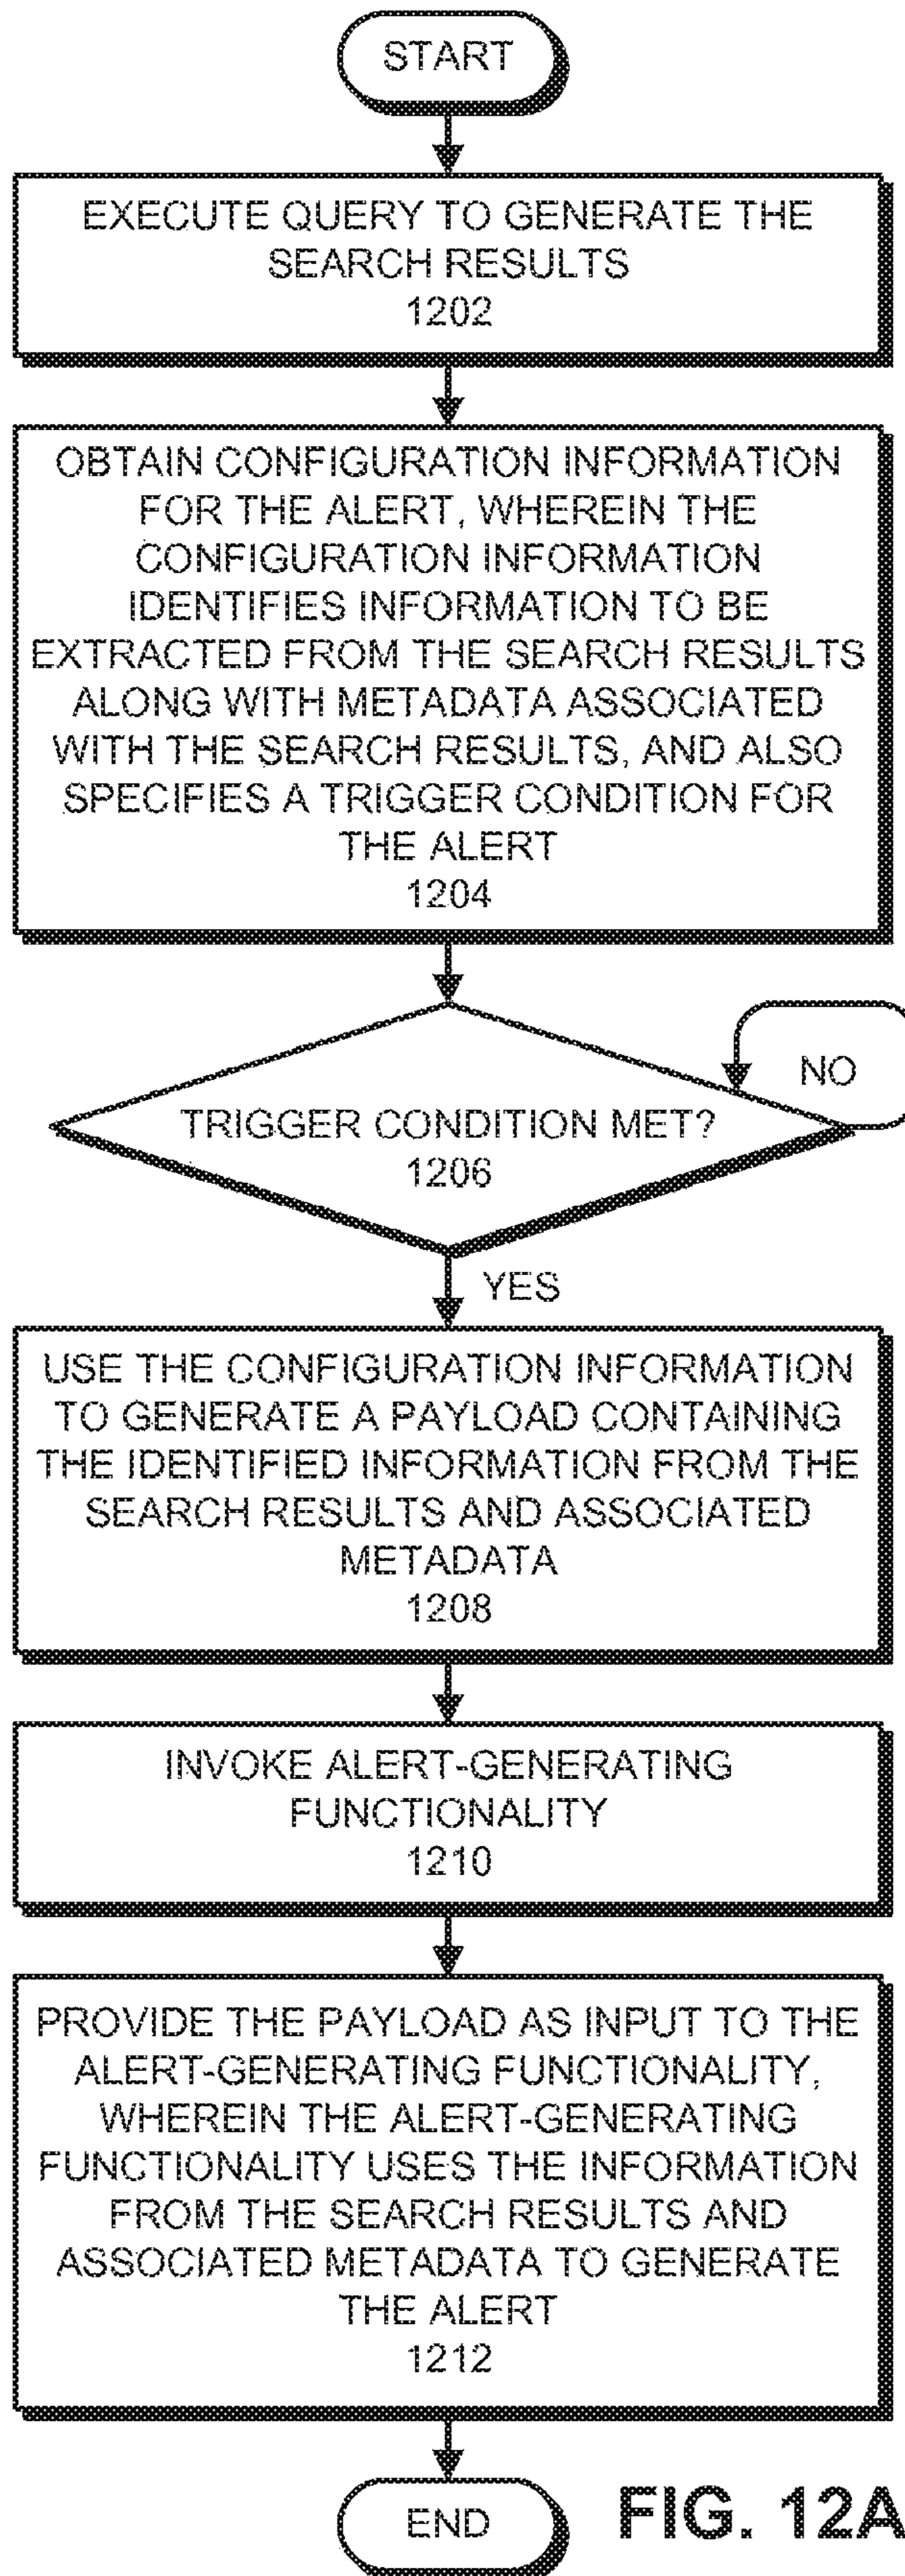 START
EXECUTE QUERY TO GENERATE THE
SEARCH RESULTS
1202
OBTAIN CONFIGURATION INFORMATION
FOR THE ALERT, WHEREIN THE
CONFIGURATION INFORMATION
IDENTIFIES INFORMATION TO BE
EXTRACTED FROM THE SEARCH RESULTS
ALONG WITH METADATA ASSOCIATED
WITH THE SEARCH RESULTS, AND ALSO
SPECIFIES A TRIGGER CONDITION FOR
THE ALERT
1204
NO
TRIGGER CONDITION MET?
1206
YES
USE THE CONFIGURATION INFORMATION
TO GENERATE A PAYLOAD CONTAINING
THE IDENTIFIED INFORMATION FROM THE
SEARCH RESULTS AND ASSOCIATED
METADATA
1208
INVOKE ALERT-GENERATING
FUNCTIONALITY
1210
PROVIDE THE PAYLOAD AS INPUT TO THE
ALERT-GENERATING FUNCTIONALITY,
WHEREIN THE ALERT-GENERATING
FUNCTIONALITY USES THE INFORMATION
FROM THE SEARCH RESULTS AND
ASSOCIATED METADATA TO GENERATE
THE ALERT
1212
END
FIG. 12A